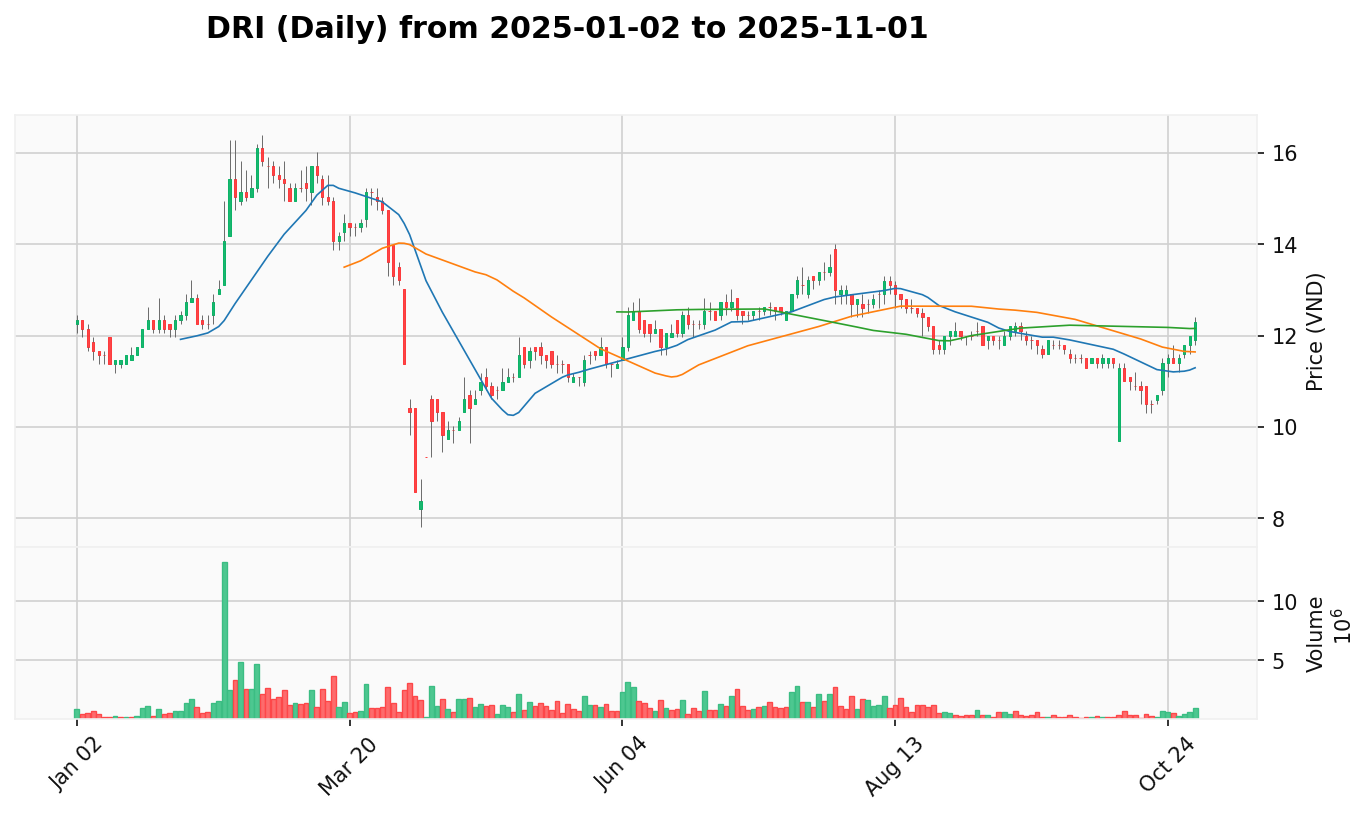 DRI (Daily) from 2025-01-02 to 2025-11-01
16
14
12
10
8
Price (VND)
10
5
Volume
10⁶
Jan 02
Mar 20
Jun 04
Aug 13
Oct 24